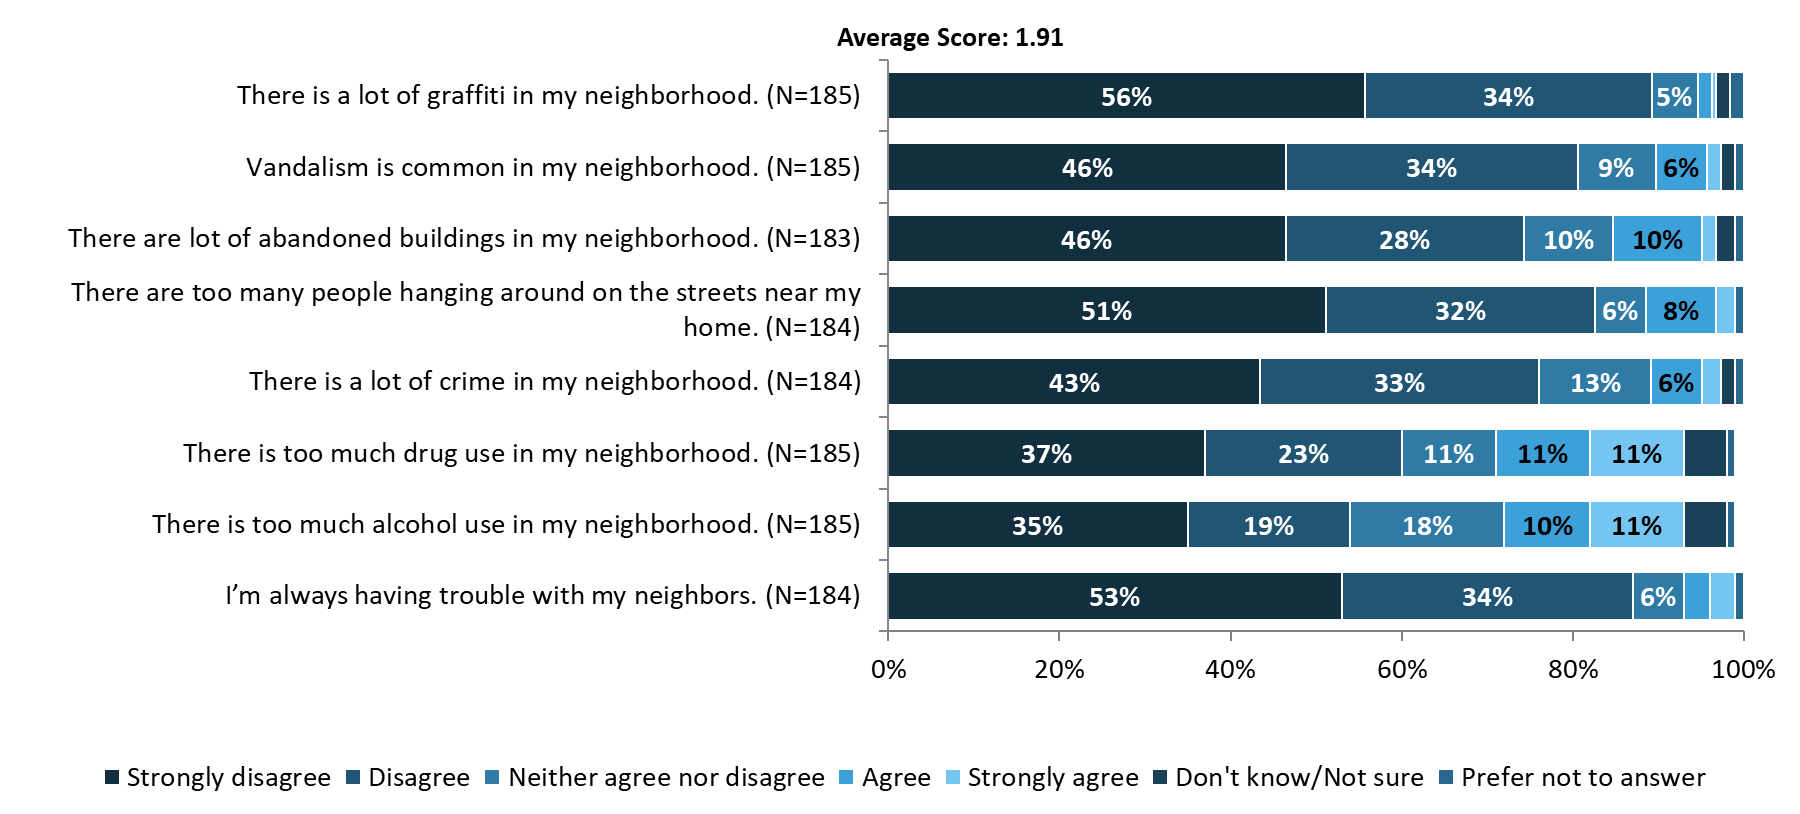 Average Score: 1.91
There is a lot of graffiti in my neighborhood. (N=185)
56% 34% 5%
Vandalism is common in my neighborhood. (N=185)
46% 34% 9% 6%
There are lot of abandoned buildings in my neighborhood. (N=183)
46% 28% 10% 10%
There are too many people hanging around on the streets near my
home. (N=184)
51% 32% 6% 8%
There is a lot of crime in my neighborhood. (N=184)
43% 33% 13% 6%
There is too much drug use in my neighborhood. (N=185)
37% 23% 11% 11% 11%
There is too much alcohol use in my neighborhood. (N=185)
35% 19% 18% 10% 11%
I’m always having trouble with my neighbors. (N=184)
53% 34% 6%
0% 20% 40% 60% 80% 100%
Strongly disagree Disagree Neither agree nor disagree Agree Strongly agree Don't know/Not sure Prefer not to answer